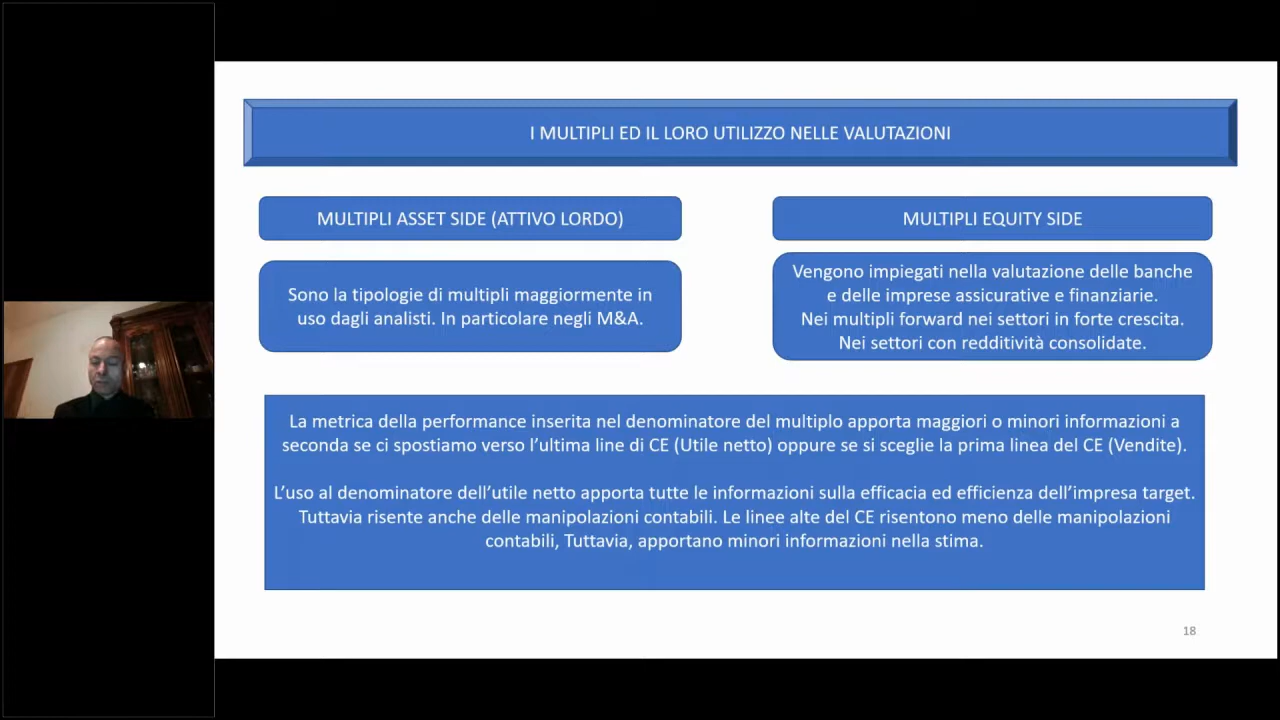 I MULTIPLI ED IL LORO UTILIZZO NELLE VALUTAZIONI
MULTIPLI ASSET SIDE (ATTIVO LORDO)
Sono la tipologie di multipli maggiormente in
uso dagli analisti. In particolare negli M&A.
MULTIPLI EQUITY SIDE
Vengono impiegati nella valutazione delle banche
e delle imprese assicurative e finanziarie.
Nei multipli forward nei settori in forte crescita.
Nei settori con redditività consolidate.
La metrica della performance inserita nel denominatore del multiplo apporta maggiori o minori informazioni a
seconda se ci spostiamo verso l'ultima line di CE (Utile netto) oppure se si sceglie la prima linea del CE (Vendite).
L'uso al denominatore dell'utile netto apporta tutte le informazioni sulla efficacia ed efficienza dell'impresa target.
Tuttavia risente anche delle manipolazioni contabili. Le linee alte del CE risentono meno delle manipolazioni
contabili, Tuttavia, apportano minori informazioni nella stima.
18